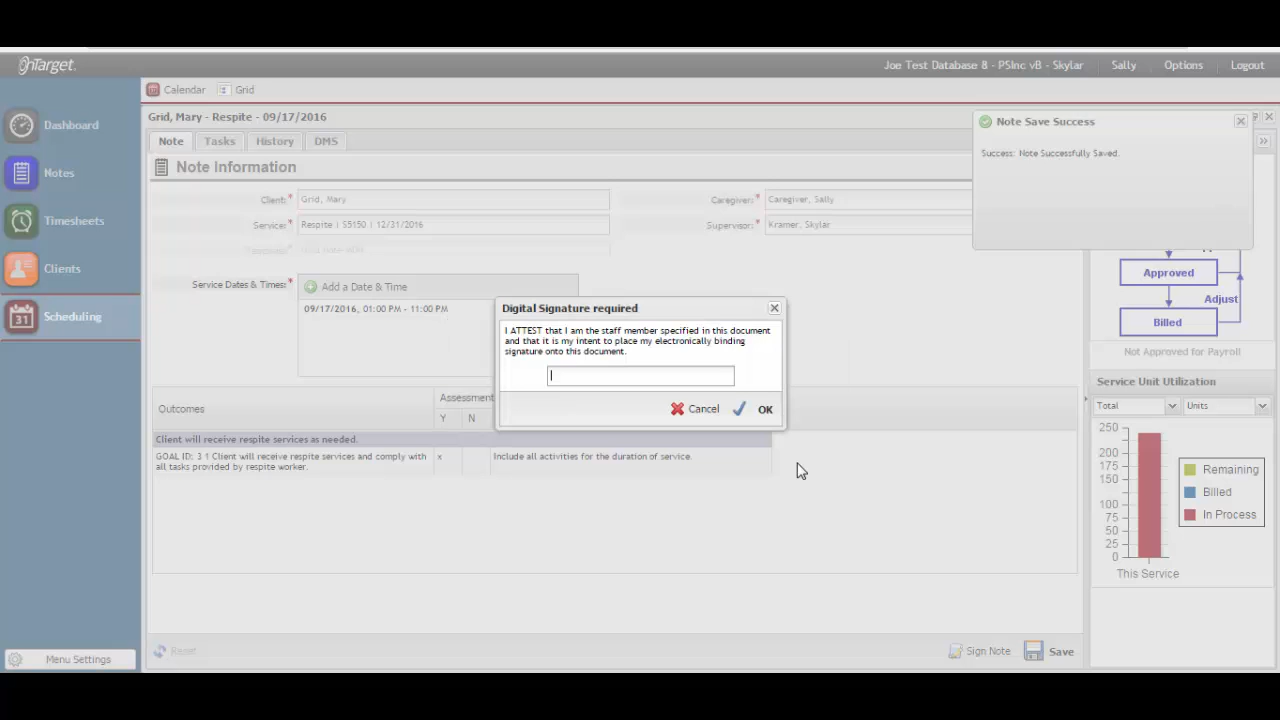 OnTarget.
Joe Test Database 8 - PSInc vB - Skylar
Sally
Options
Logout
Calendar
Grid
Dashboard
Notes
Timesheets
Clients
Scheduling
Menu Settings
Grid, Mary - Respite - 09/17/2016
Note
Tasks
History
DMS
Note Information
Client:* Grid, Mary
Caregiver:* Caregiver, Sally
Service:* Respite | S5150 | 12/31/2016
Supervisor:* Kramer, Skylar
Service Dates & Times:*
Add a Date & Time
09/17/2016, 01:00 PM - 11:00 PM
Note Save Success
Success: Note Successfully Saved.
Digital Signature required
I ATTEST that I am the staff member specified in this document
and that it is my intent to place my electronically binding
signature onto this document.
Cancel
OK
Outcomes
Assessment
Y N
Client will receive respite services as needed.
GOAL ID: 3 1 Client will receive respite services and comply with
all tasks provided by respite worker.
x
Include all activities for the duration of service.
Reset
Sign Note
Save
Approved
Adjust
Billed
Not Approved for Payroll
Service Unit Utilization
Total
Units
250
200
175
150
100
75
50
25
0
This Service
Remaining
Billed
In Process